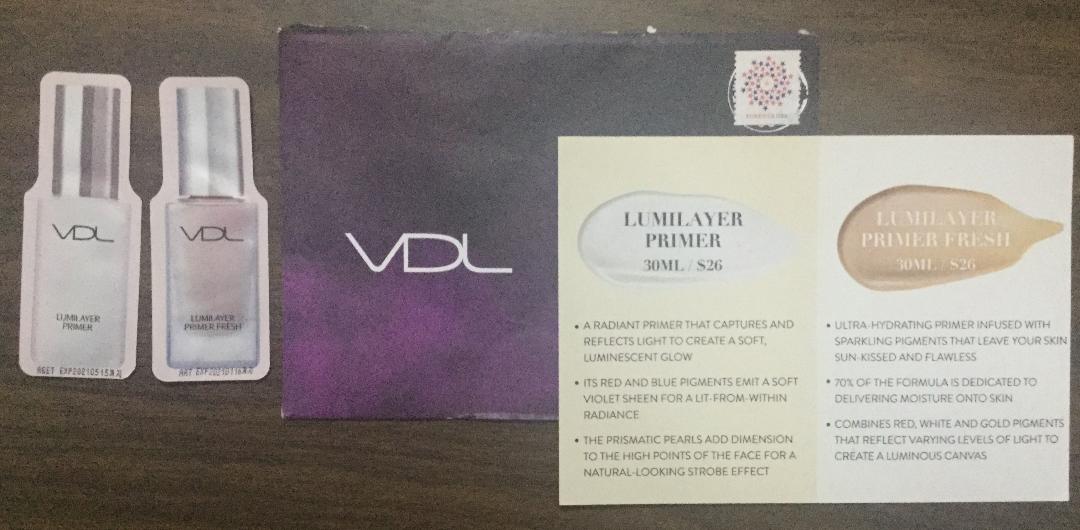 VDL
LUMILAYER
PRIMER
VDL
LUMILAYER
PRIMER FRESH
VDL
FOREVER USA
LUMILAYER
PRIMER
30ML / $26
• A RADIANT PRIMER THAT CAPTURES AND
REFLECTS LIGHT TO CREATE A SOFT,
LUMINESCENT GLOW
• ITS RED AND BLUE PIGMENTS EMIT A SOFT
VIOLET SHEEN FOR A LIT-FROM-WITHIN
RADIANCE
• THE PRISMATIC PEARLS ADD DIMENSION
TO THE HIGH POINTS OF THE FACE FOR A
NATURAL-LOOKING STROBE EFFECT
LUMILAYER
PRIMER FRESH
30ML / $26
• ULTRA-HYDRATING PRIMER INFUSED WITH
SPARKLING PIGMENTS THAT LEAVE YOUR SKIN
SUN-KISSED AND FLAWLESS
• 70% OF THE FORMULA IS DEDICATED TO
DELIVERING MOISTURE ONTO SKIN
• COMBINES RED, WHITE AND GOLD PIGMENTS
THAT REFLECT VARYING LEVELS OF LIGHT TO
CREATE A LUMINOUS CANVAS